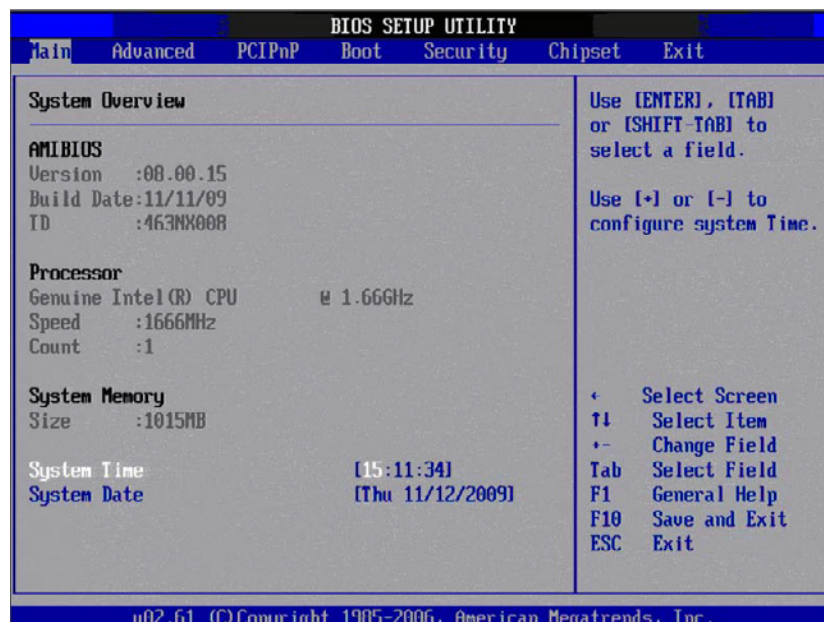 BIOS SETUP UTILITY
Main Advanced PCIPnP Boot Security Chipset Exit
System Overview
AMIBIOS
Version :08.00.15
Build Date:11/11/09
ID :463NX00R
Processor
Genuine Intel(R) CPU @ 1.66GHz
Speed :1666MHz
Count :1
System Memory
Size :1015MB
System Time [15:11:34]
System Date [Thu 11/12/2009]
Use [ENTER], [TAB]
or [SHIFT-TAB] to
select a field.
Use [+] or [-] to
configure system Time.
← Select Screen
↑↓ Select Item
+- Change Field
Tab Select Field
F1 General Help
F10 Save and Exit
ESC Exit
v02.61 (C)Copyright 1985-2006, American Megatrends, Inc.